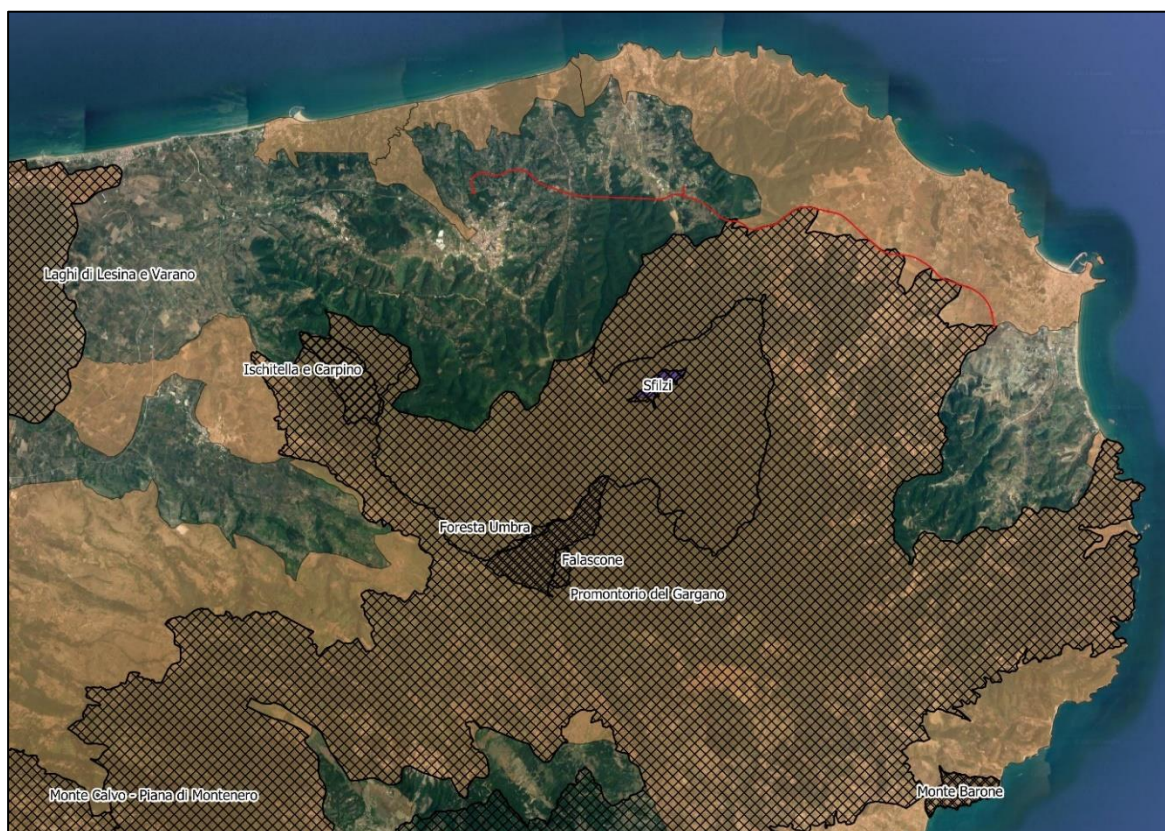 Laghi di Lesina e Varano
Ischitella e Carpino
Sfilzi
Foresta Umbra
Falascone
Promontorio del Gargano
Monte Calvo - Piana di Montenero
Monte Barone